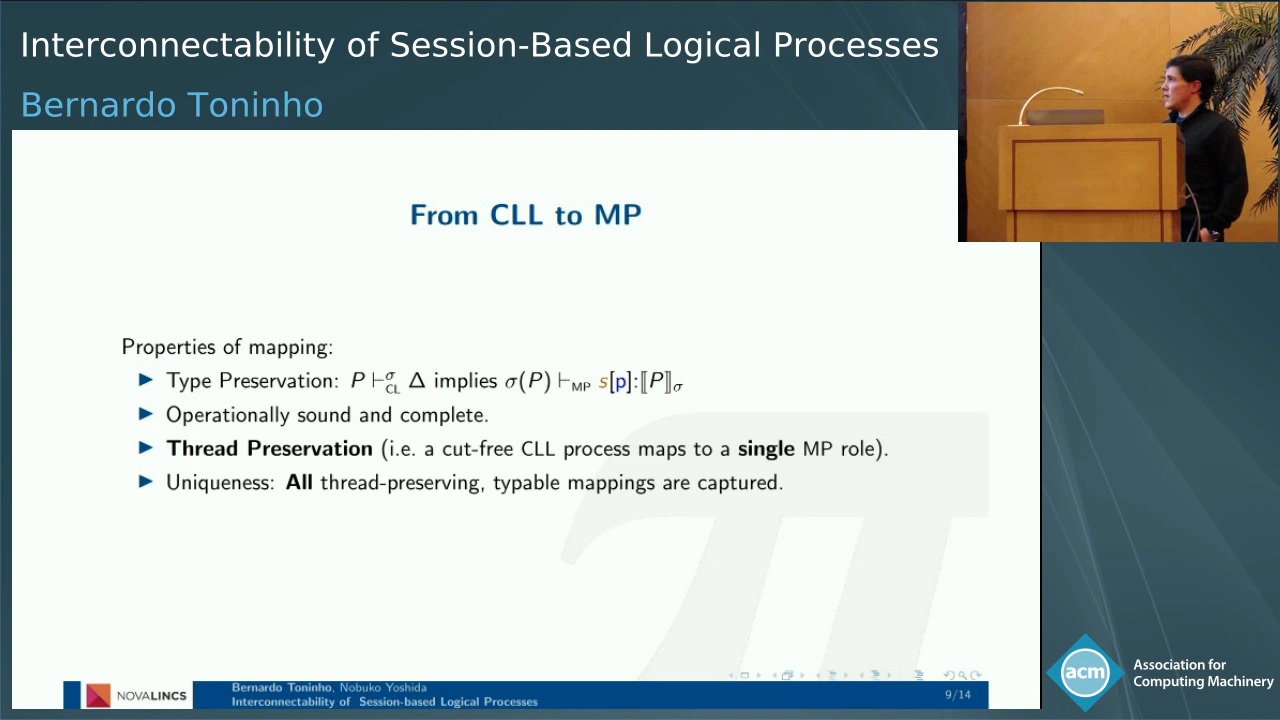 Interconnectability of Session-Based Logical Processes
Bernardo Toninho
From CLL to MP
Properties of mapping:
▶ Type Preservation: P ⊢σCL Δ implies σ(P) ⊢MP s[p]:⟦P⟧σ
▶ Operationally sound and complete.
▶ Thread Preservation (i.e. a cut-free CLL process maps to a single MP role).
▶ Uniqueness: All thread-preserving, typable mappings are captured.
π
NOVALINCS
Bernardo Toninho, Nobuko Yoshida
Interconnectability of Session-based Logical Processes
9/14
acm
Association for
Computing Machinery